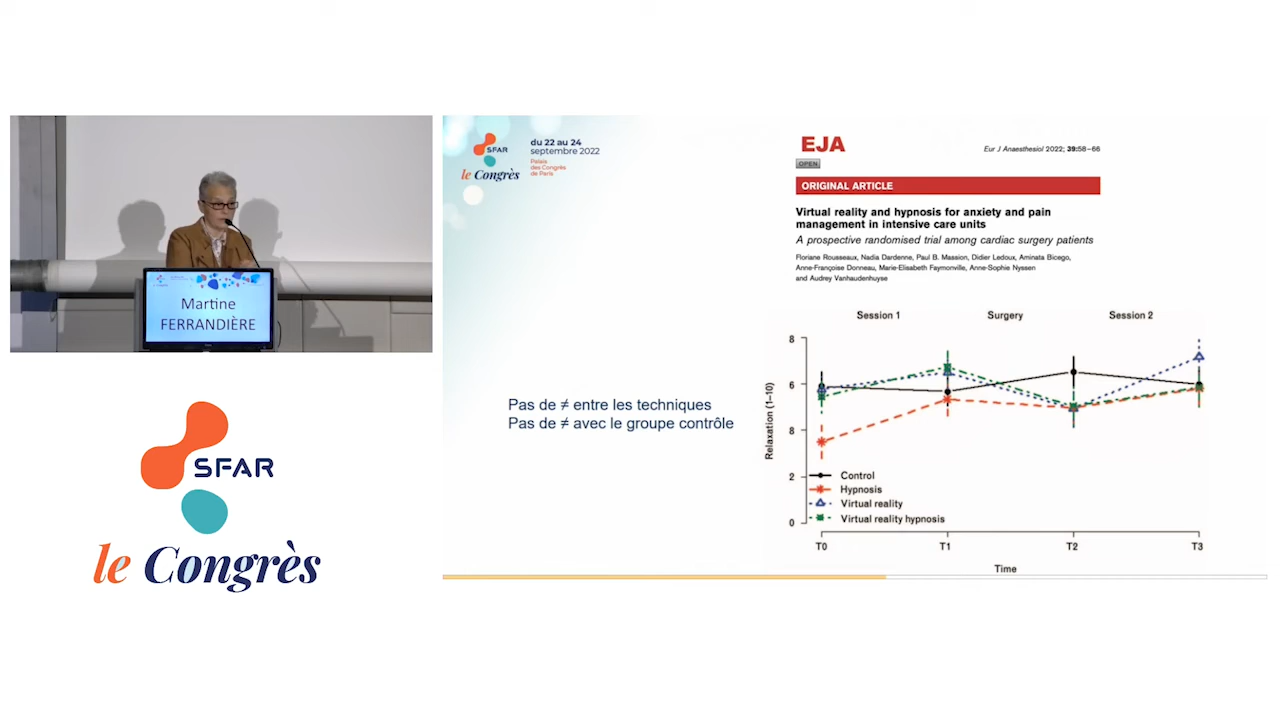 Martine
FERRANDIÈRE
SFAR
le Congrès
SFAR
le Congrès
du 22 au 24
septembre 2022
Palais
des Congrès
de Paris
EJA
OPEN
Eur J Anaesthesiol 2022; 39:58–66
ORIGINAL ARTICLE
Virtual reality and hypnosis for anxiety and pain
management in intensive care units
A prospective randomised trial among cardiac surgery patients
Floriane Rousseaux, Nadia Dardenne, Paul B. Massion, Didier Ledoux, Aminata Bicego,
Anne-Françoise Donneau, Marie-Elisabeth Faymonville, Anne-Sophie Nyssen
and Audrey Vanhaudenhuyse
Pas de ≠ entre les techniques
Pas de ≠ avec le groupe contrôle
Session 1 Surgery Session 2
Relaxation (1–10)
8
6
8
2
0
Control
Hypnosis
Virtual reality
Virtual reality hypnosis
T0 T1 T2 T3
Time